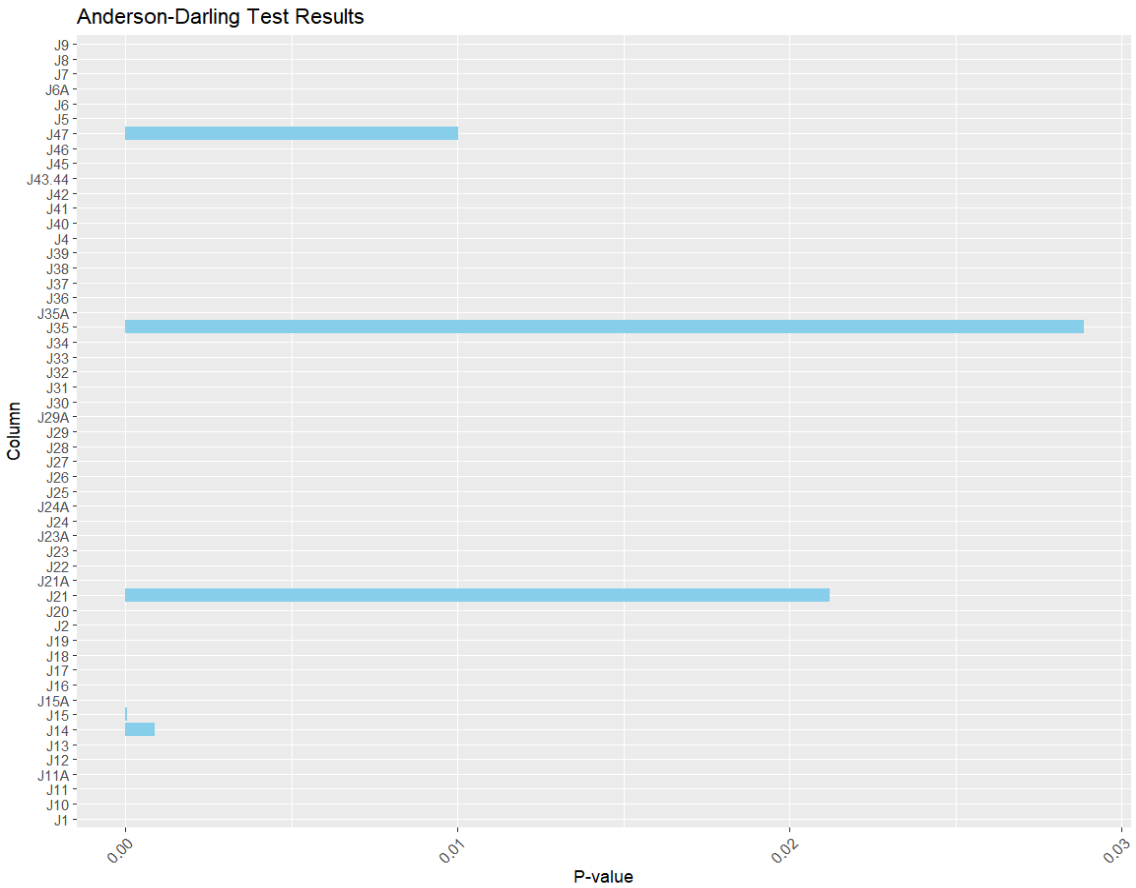 Anderson-Darling Test Results
J9
J8
J7
J6A
J6
J5
J47
J46
J45
J43.44
J42
J41
J40
J4
J39
J38
J37
J36
J35A
J35
J34
J33
J32
J31
J30
J29A
J29
J28
J27
J26
J25
J24A
J24
J23A
J23
J22
J21A
J21
J20
J2
J19
J18
J17
J16
J15A
J15
J14
J13
J12
J11A
J11
J10
J1
Column
0.00 0.01 0.02 0.03
P-value